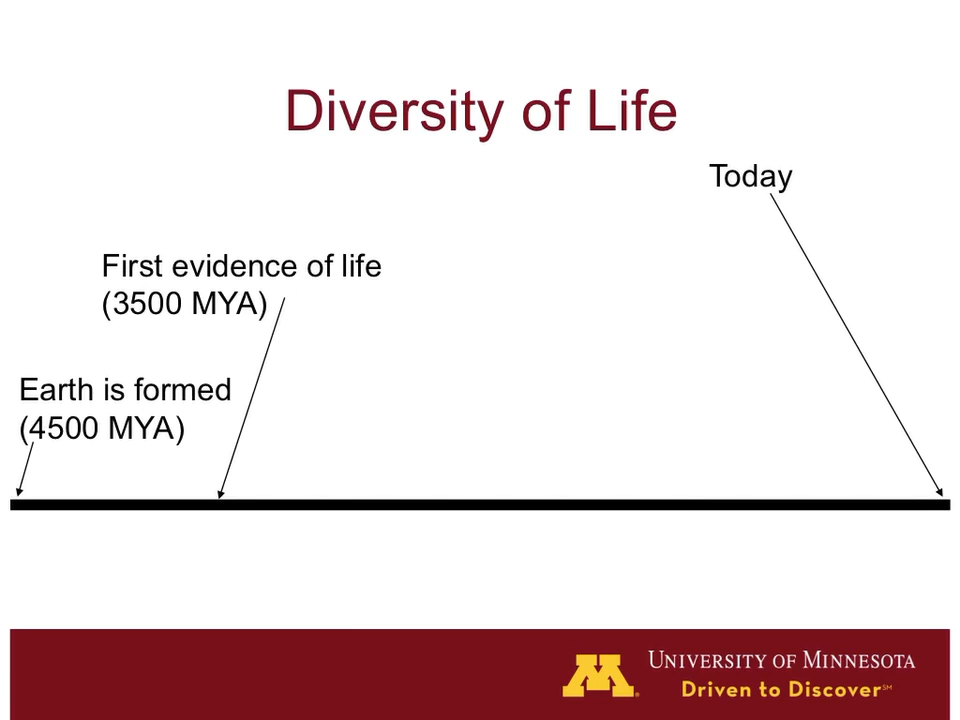 Diversity of Life
Today
First evidence of life
(3500 MYA)
Earth is formed
(4500 MYA)
UNIVERSITY OF MINNESOTA
Driven to Discover℠